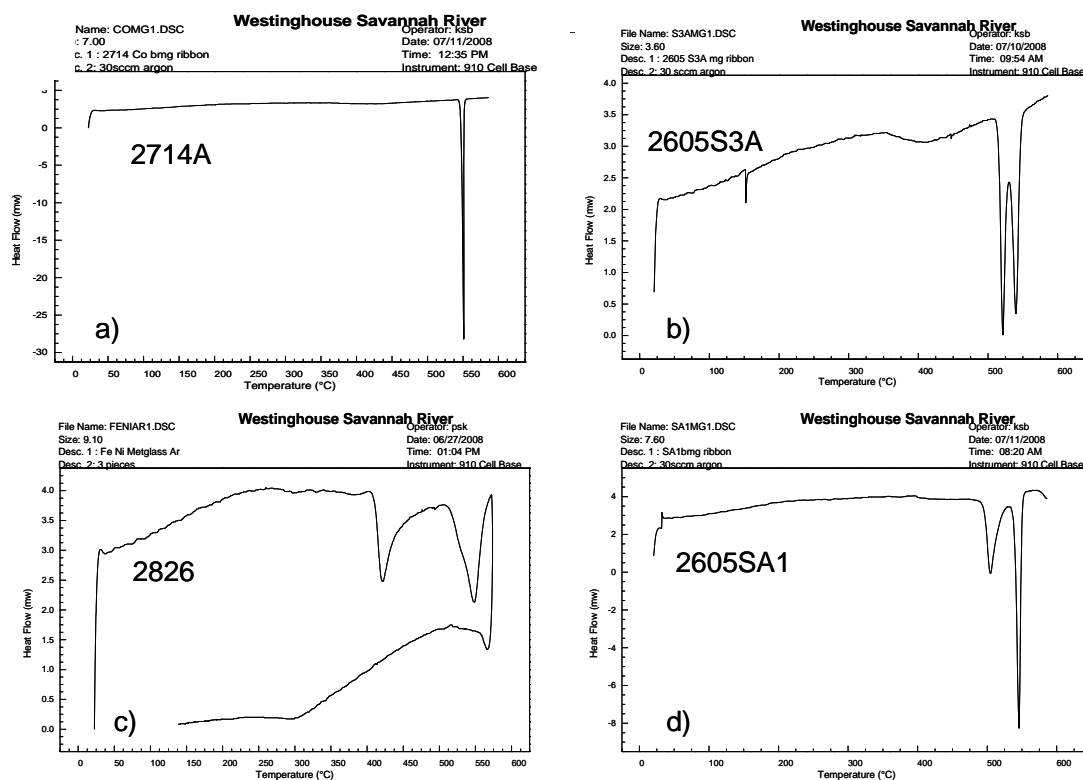 Westinghouse Savannah River
Name: COMG1.DSC
: 7.00
c. 1 : 2714 Co bmg ribbon
c. 2: 30sccm argon
Operator: ksb
Date: 07/11/2008
Time: 12:35 PM
Instrument: 910 Cell Base
2714A
a)
Heat Flow (mw)
0
-5
-10
-15
-20
-25
-30
0 50 100 150 200 250 300 350 400 450 500 550 600
Temperature (°C)
Westinghouse Savannah River
File Name: S3AMG1.DSC
Size: 3.60
Desc. 1 : 2605 S3A mg ribbon
Desc. 2: 30 sccm argon
Operator: ksb
Date: 07/10/2008
Time: 09:54 AM
Instrument: 910 Cell Base
2605S3A
b)
Heat Flow (mw)
4.0
3.5
3.0
2.5
2.0
1.5
1.0
0.5
0.0
0 100 200 300 400 500 600
Temperature (°C)
Westinghouse Savannah River
File Name: FENIAR1.DSC
Size: 9.10
Desc. 1 : Fe Ni Metglass Ar
Desc. 2: 3 pieces
Operator: psk
Date: 06/27/2008
Time: 01:04 PM
Instrument: 910 Cell Base
2826
c)
Heat Flow (mw)
4.0
3.5
3.0
2.5
2.0
1.5
1.0
0.5
0.0
0 50 100 150 200 250 300 350 400 450 500 550 600
Temperature (°C)
Westinghouse Savannah River
File Name: SA1MG1.DSC
Size: 7.60
Desc. 1 : SA1bmg ribbon
Desc. 2: 30sccm argon
Operator: ksb
Date: 07/11/2008
Time: 08:20 AM
Instrument: 910 Cell Base
2605SA1
d)
Heat Flow (mw)
4
2
0
-2
-4
-6
-8
0 100 200 300 400 500 600
Temperature (°C)